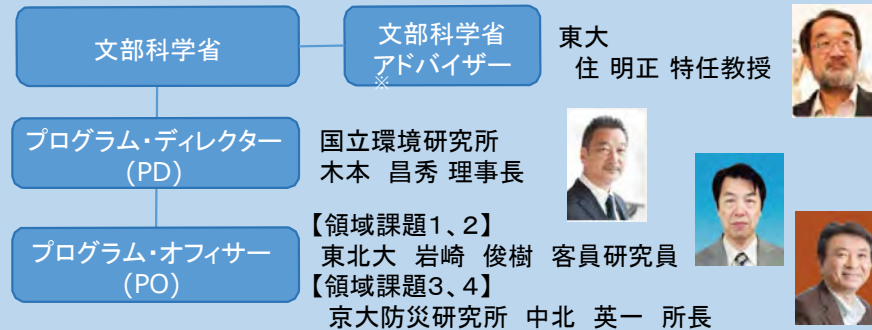 文部科学省
文部科学省
アドバイザー
※
東大
住 明正 特任教授
プログラム・ディレクター
(PD)
国立環境研究所
木本 昌秀 理事長
プログラム・オフィサー
(PO)
【領域課題1、2】
東北大 岩崎 俊樹 客員研究員
【領域課題3、4】
京大防災研究所 中北 英一 所長